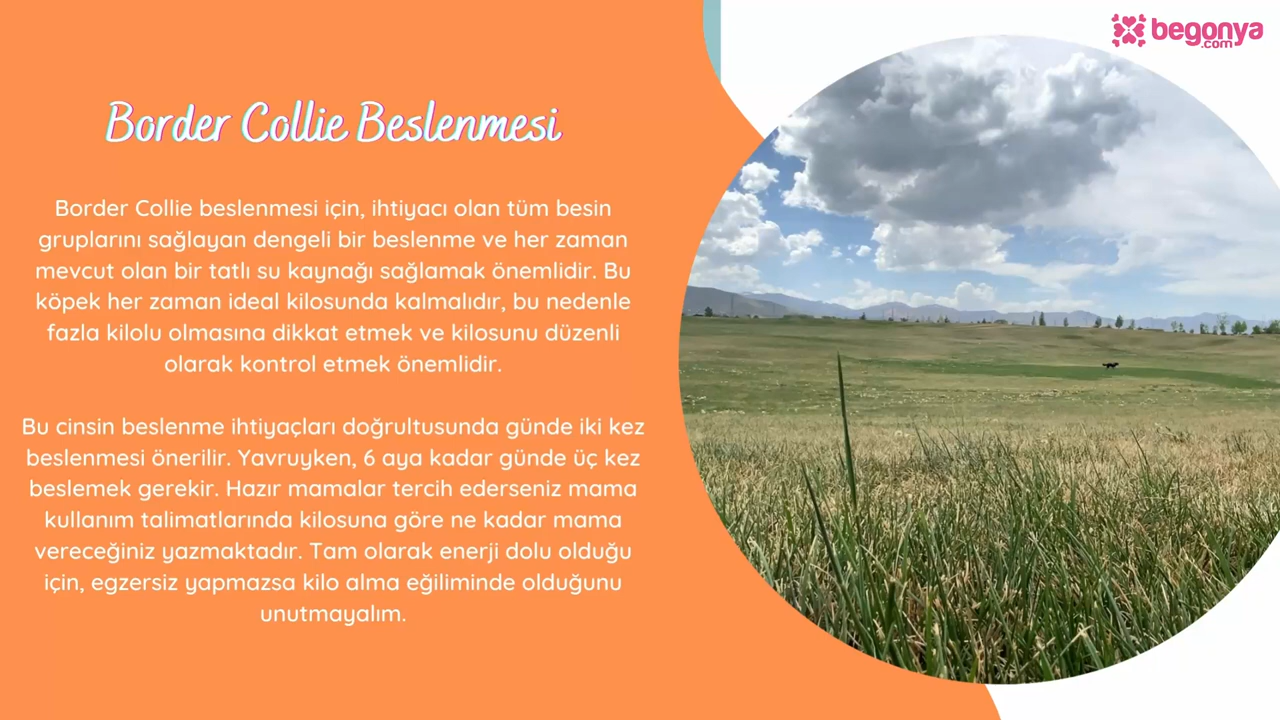 begonya
.com
Border Collie Beslenmesi
Border Collie beslenmesi için, ihtiyacı olan tüm besin
gruplarını sağlayan dengeli bir beslenme ve her zaman
mevcut olan bir tatlı su kaynağı sağlamak önemlidir. Bu
köpek her zaman ideal kilosunda kalmalıdır, bu nedenle
fazla kilolu olmasına dikkat etmek ve kilosunu düzenli
olarak kontrol etmek önemlidir.
Bu cinsin beslenme ihtiyaçları doğrultusunda günde iki kez
beslenmesi önerilir. Yavruyken, 6 aya kadar günde üç kez
beslemek gerekir. Hazır mamalar tercih ederseniz mama
kullanım talimatlarında kilosuna göre ne kadar mama
vereceğiniz yazmaktadır. Tam olarak enerji dolu olduğu
için, egzersiz yapmazsa kilo alma eğiliminde olduğunu
unutmayalım.